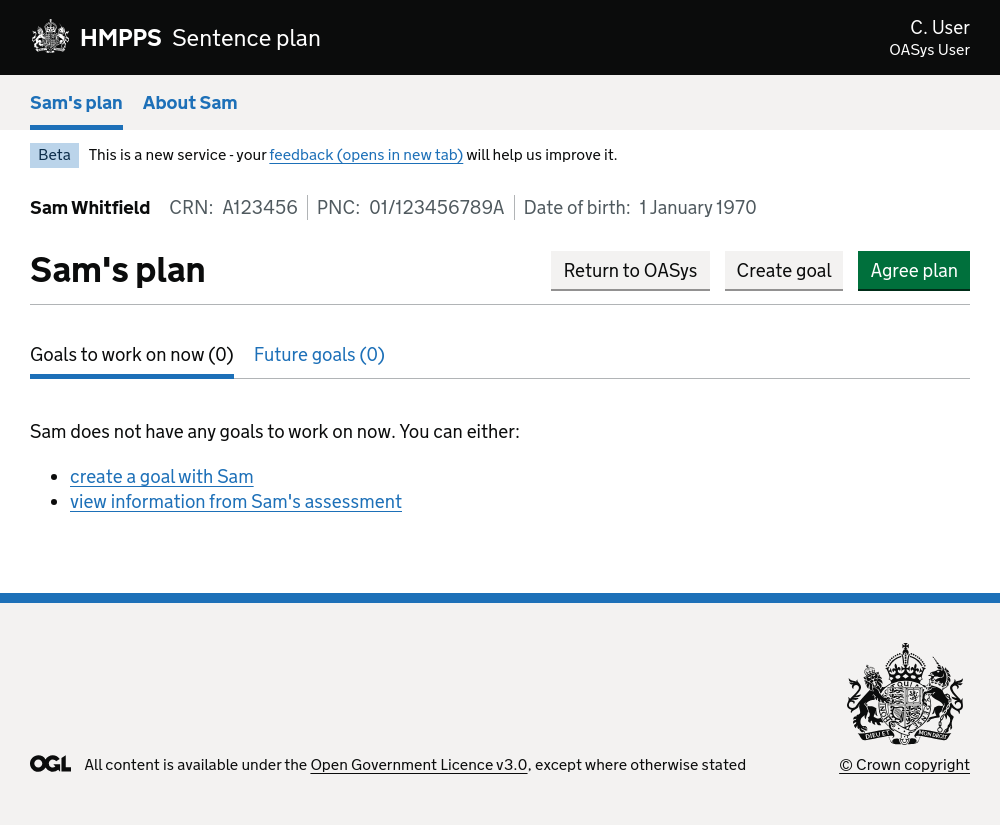 HMPPS Sentence plan
C. User
OASys User
Sam's plan About Sam
Beta This is a new service - your feedback (opens in new tab) will help us improve it.
Sam Whitfield CRN: A123456 PNC: 01/123456789A Date of birth: 1 January 1970
Sam's plan Return to OASys Create goal Agree plan
Goals to work on now (0) Future goals (0)
Sam does not have any goals to work on now. You can either:
create a goal with Sam
view information from Sam's assessment
DIEU ET MON DROIT
OGL All content is available under the Open Government Licence v3.0, except where otherwise stated
© Crown copyright